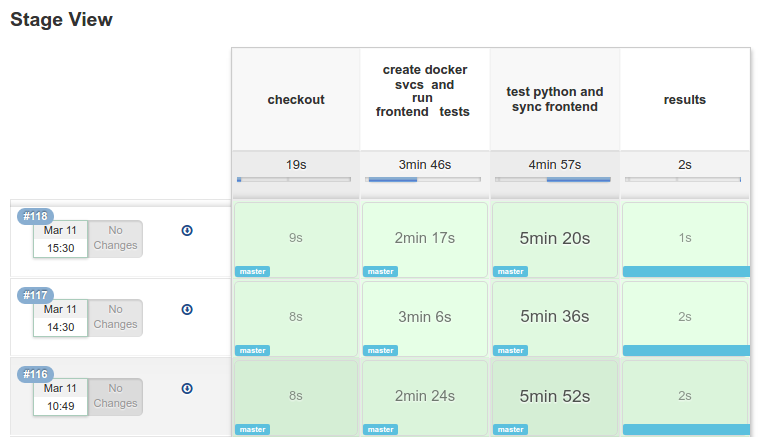 Stage View
checkout
create docker
svcs and
run
frontend tests
test python and
sync frontend
results
19s
3min 46s
4min 57s
2s
#118
Mar 11
15:30
No
Changes
9s
master
2min 17s
master
5min 20s
master
1s
#117
Mar 11
14:30
No
Changes
8s
master
3min 6s
master
5min 36s
master
2s
#116
Mar 11
10:49
No
Changes
8s
master
2min 24s
master
5min 52s
master
2s